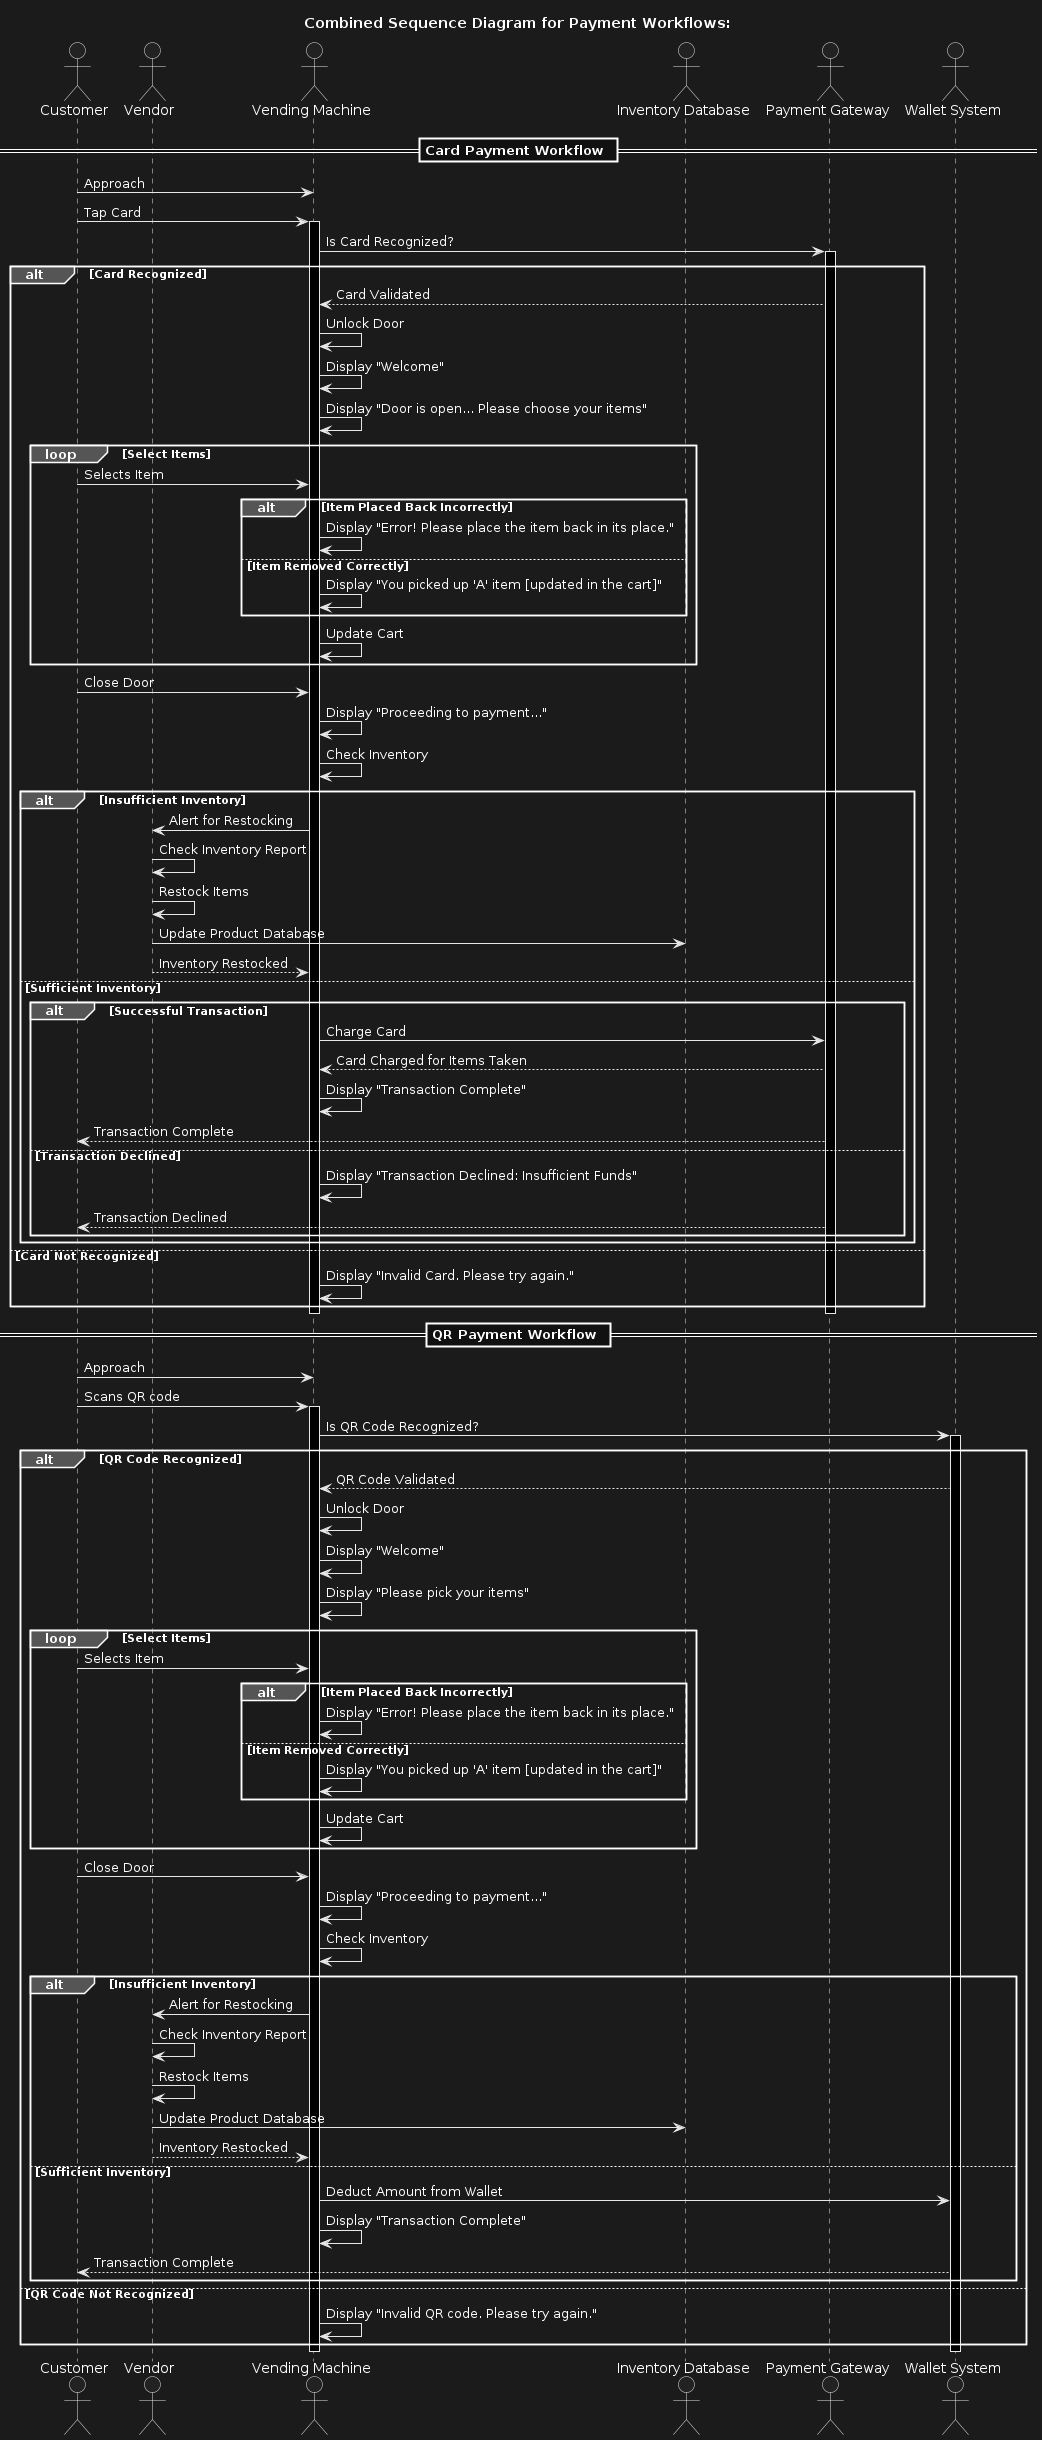 Combined Sequence Diagram for Payment Workflows:
Customer Vendor Vending Machine Inventory Database Payment Gateway Wallet System
Card Payment Workflow
Approach
Tap Card
Is Card Recognized?
alt [Card Recognized]
Card Validated
Unlock Door
Display "Welcome"
Display "Door is open... Please choose your items"
loop [Select Items]
Selects Item
alt [Item Placed Back Incorrectly]
Display "Error! Please place the item back in its place."
[Item Removed Correctly]
Display "You picked up 'A' item [updated in the cart]"
Update Cart
Close Door
Display "Proceeding to payment..."
Check Inventory
alt [Insufficient Inventory]
Alert for Restocking
Check Inventory Report
Restock Items
Update Product Database
Inventory Restocked
[Sufficient Inventory]
alt [Successful Transaction]
Charge Card
Card Charged for Items Taken
Display "Transaction Complete"
Transaction Complete
[Transaction Declined]
Display "Transaction Declined: Insufficient Funds"
Transaction Declined
[Card Not Recognized]
Display "Invalid Card. Please try again."
QR Payment Workflow
Approach
Scans QR code
Is QR Code Recognized?
alt [QR Code Recognized]
QR Code Validated
Unlock Door
Display "Welcome"
Display "Please pick your items"
loop [Select Items]
Selects Item
alt [Item Placed Back Incorrectly]
Display "Error! Please place the item back in its place."
[Item Removed Correctly]
Display "You picked up 'A' item [updated in the cart]"
Update Cart
Close Door
Display "Proceeding to payment..."
Check Inventory
alt [Insufficient Inventory]
Alert for Restocking
Check Inventory Report
Restock Items
Update Product Database
Inventory Restocked
[Sufficient Inventory]
Deduct Amount from Wallet
Display "Transaction Complete"
Transaction Complete
[QR Code Not Recognized]
Display "Invalid QR code. Please try again."
Customer Vendor Vending Machine Inventory Database Payment Gateway Wallet System